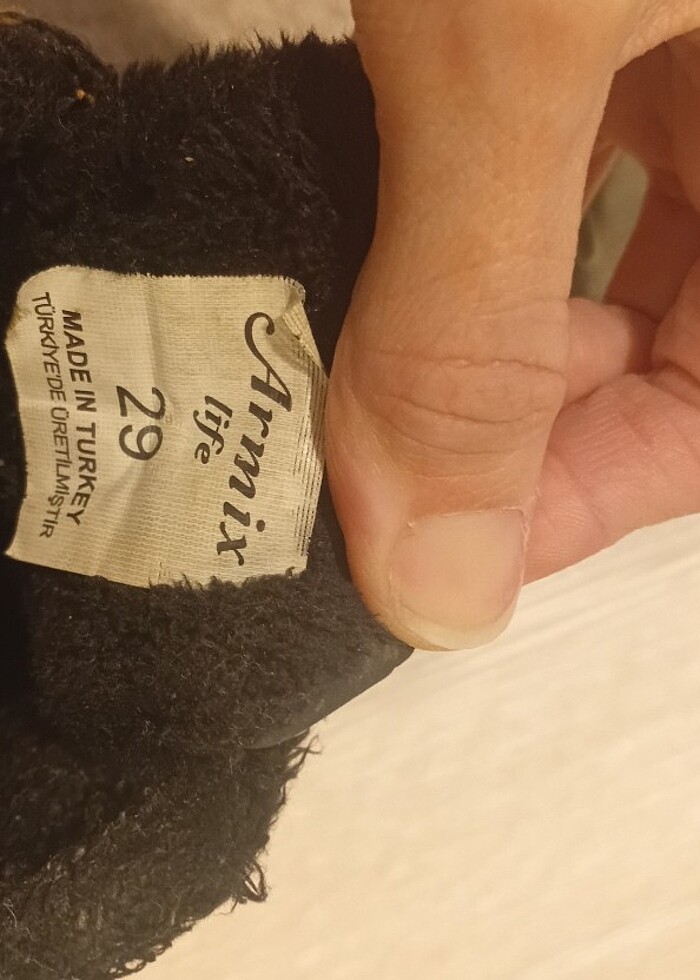 Armix
life
29
MADE IN TURKEY
TÜRKİYE'DE ÜRETİLMİŞTİR